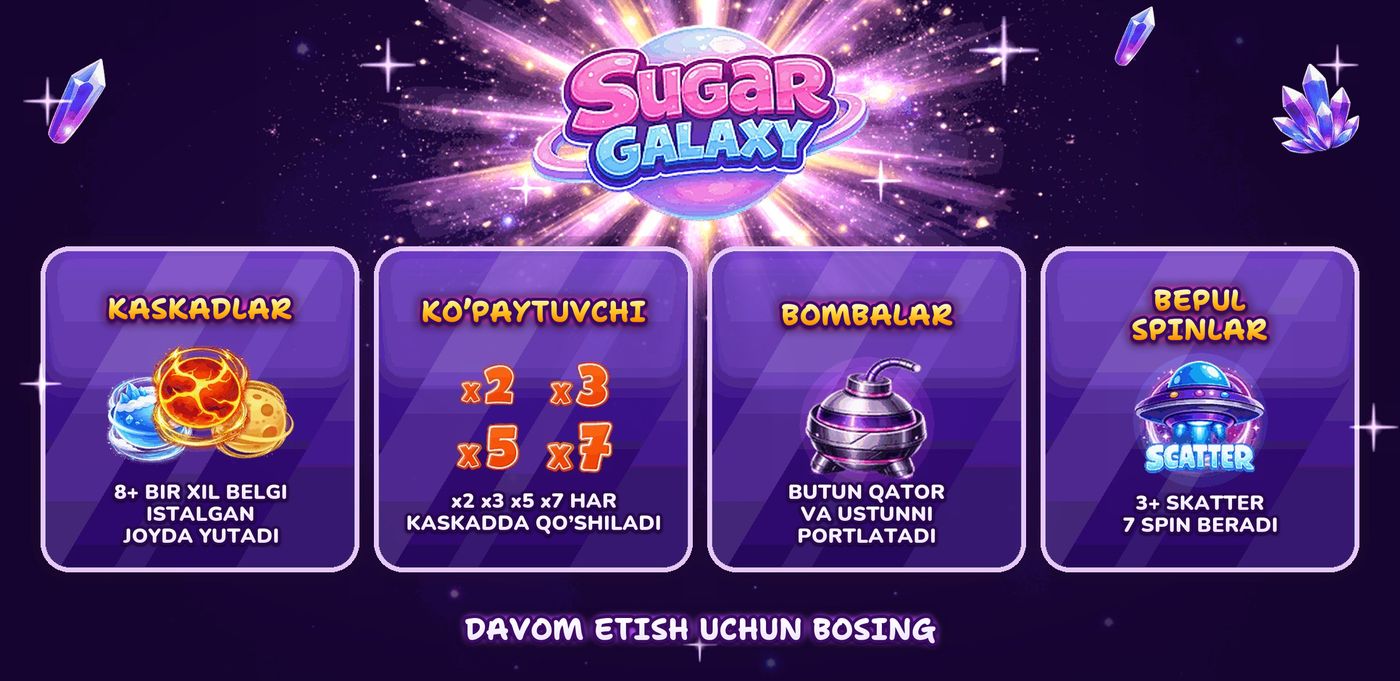 SUGAR
GALAXY
KASKADLAR
8+ BIR XIL BELGI
ISTALGAN
JOYDA YUTADI
KO'PAYTUVCHI
x2 x3
x5 x7
x2 x3 x5 x7 HAR
KASKADDA QO'SHILADI
BOMBALAR
BUTUN QATOR
VA USTUNNI
PORTLATADI
BEPUL
SPINLAR
SCATTER
3+ SKATTER
7 SPIN BERADI
DAVOM ETISH UCHUN BOSING